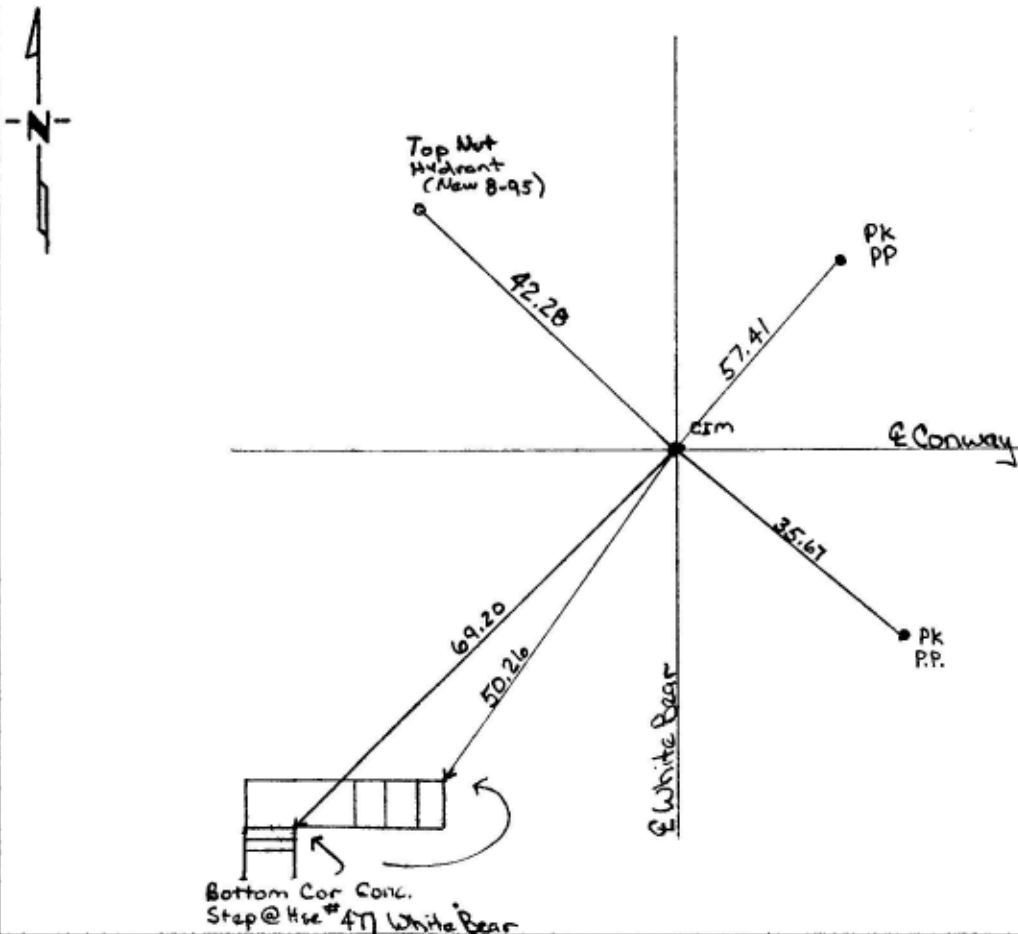 N
Top Nut
Hydrant
(New 8-95)
PK
PP
42.28
57.41
CIM
℄ Conway
35.67
69.20
50.26
PK
P.P.
℄ White Bear
Bottom Cor Conc.
Step @ Hse # 477 White Bear